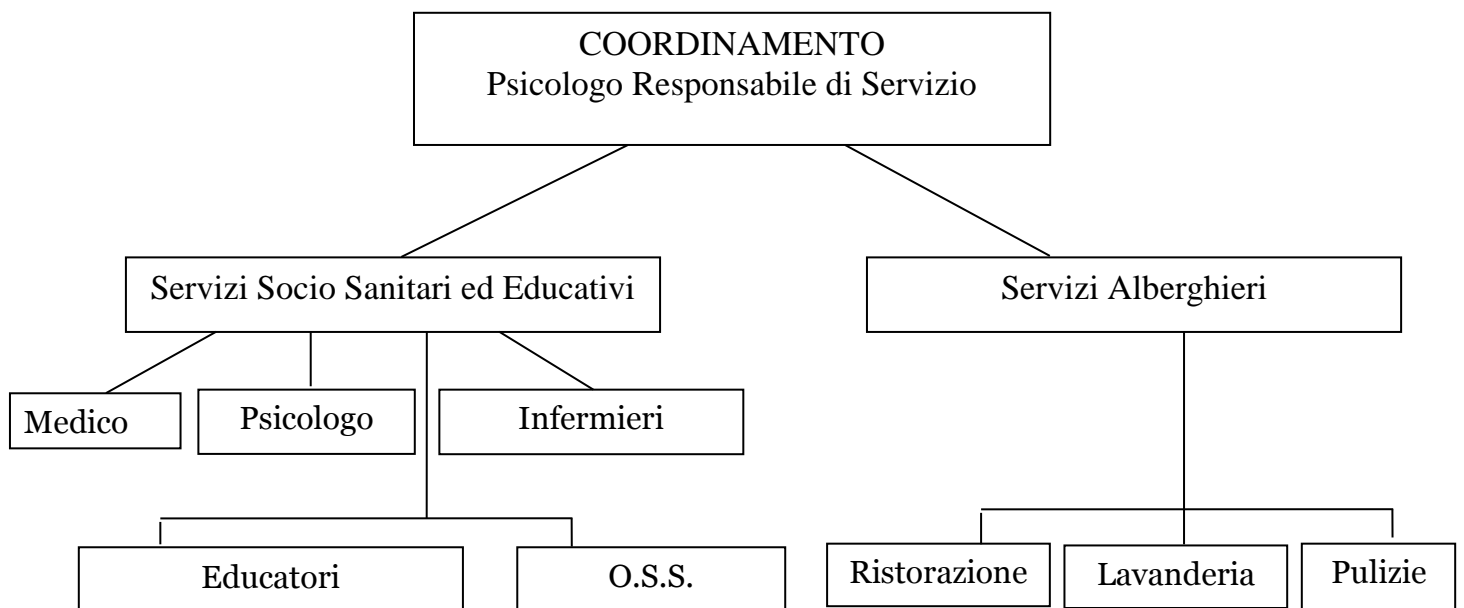 COORDINAMENTO
Psicologo Responsabile di Servizio
Servizi Socio Sanitari ed Educativi
Servizi Alberghieri
Medico
Psicologo
Infermieri
Educatori
O.S.S.
Ristorazione
Lavanderia
Pulizie